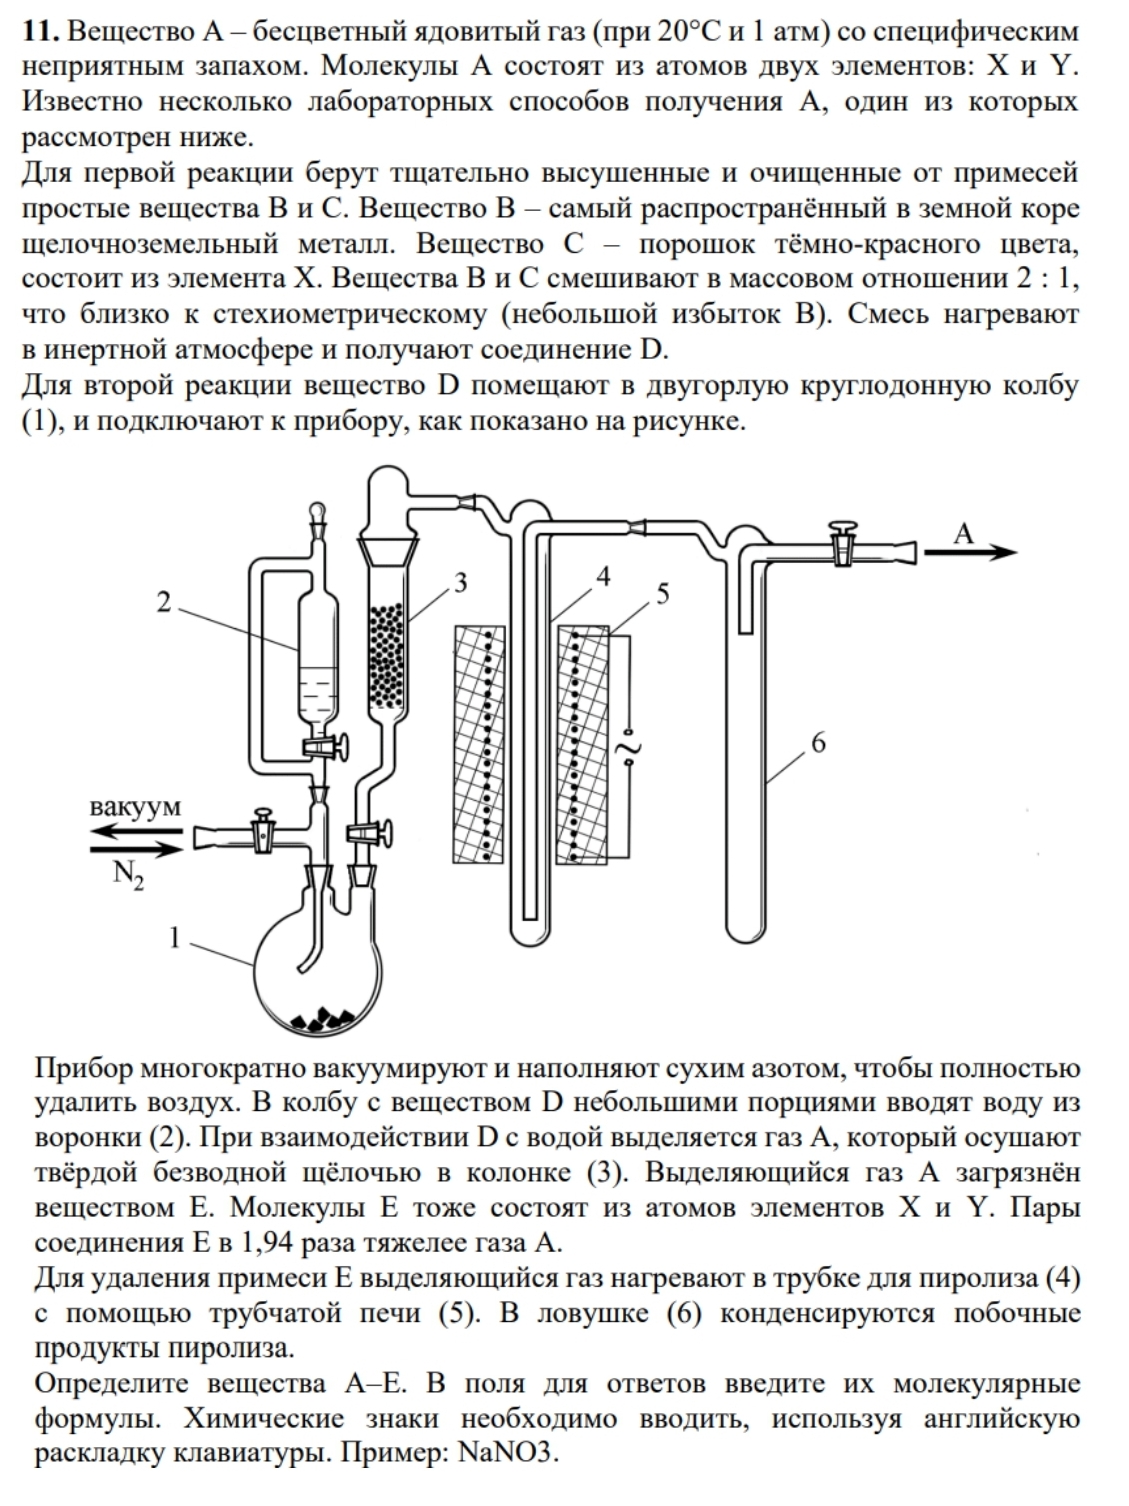 11. Вещество А – бесцветный ядовитый газ (при 20°С и 1 атм) со специфическим
неприятным запахом. Молекулы А состоят из атомов двух элементов: X и Y.
Известно несколько лабораторных способов получения А, один из которых
рассмотрен ниже.
Для первой реакции берут тщательно высушенные и очищенные от примесей
простые вещества В и С. Вещество В – самый распространённый в земной коре
щелочноземельный металл. Вещество С – порошок тёмно-красного цвета,
состоит из элемента X. Вещества В и С смешивают в массовом отношении 2 : 1,
что близко к стехиометрическому (небольшой избыток В). Смесь нагревают
в инертной атмосфере и получают соединение D.
Для второй реакции вещество D помещают в двугорлую круглодонную колбу
(1), и подключают к прибору, как показано на рисунке.
A
2
3
4
5
6
~
вакуум
N2
1
Прибор многократно вакуумируют и наполняют сухим азотом, чтобы полностью
удалить воздух. В колбу с веществом D небольшими порциями вводят воду из
воронки (2). При взаимодействии D с водой выделяется газ А, который осушают
твёрдой безводной щёлочью в колонке (3). Выделяющийся газ А загрязнён
веществом Е. Молекулы Е тоже состоят из атомов элементов X и Y. Пары
соединения Е в 1,94 раза тяжелее газа А.
Для удаления примеси Е выделяющийся газ нагревают в трубке для пиролиза (4)
с помощью трубчатой печи (5). В ловушке (6) конденсируются побочные
продукты пиролиза.
Определите вещества А–Е. В поля для ответов введите их молекулярные
формулы. Химические знаки необходимо вводить, используя английскую
раскладку клавиатуры. Пример: NaNO3.